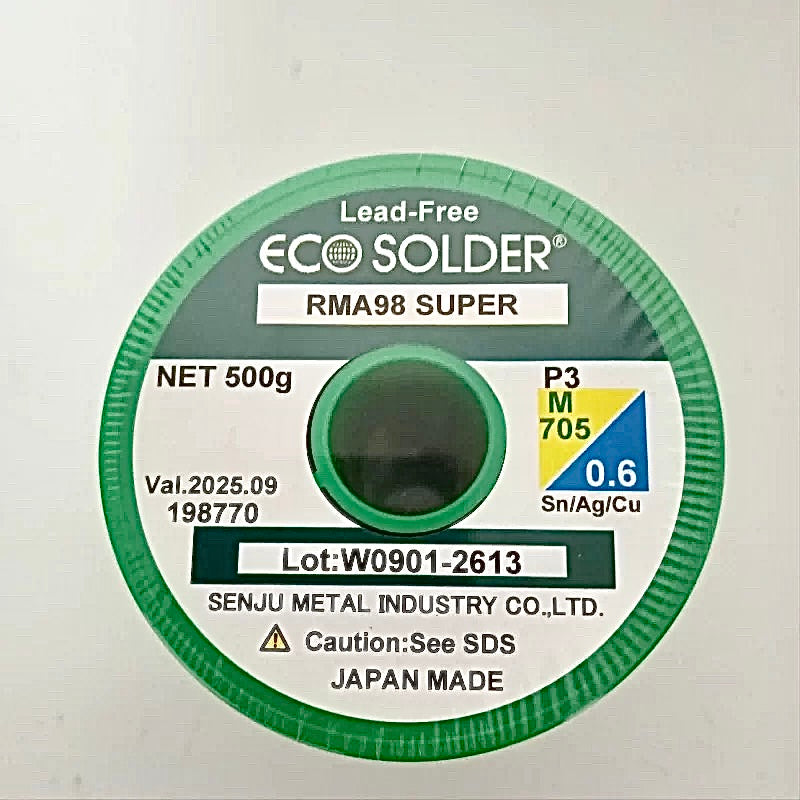 Lead-Free
ECO SOLDER®
RMA98 SUPER
NET 500g
P3
M
705
0.6
Sn/Ag/Cu
Val.2025.09
198770
Lot:W0901-2613
SENJU METAL INDUSTRY CO.,LTD.
Caution:See SDS
JAPAN MADE